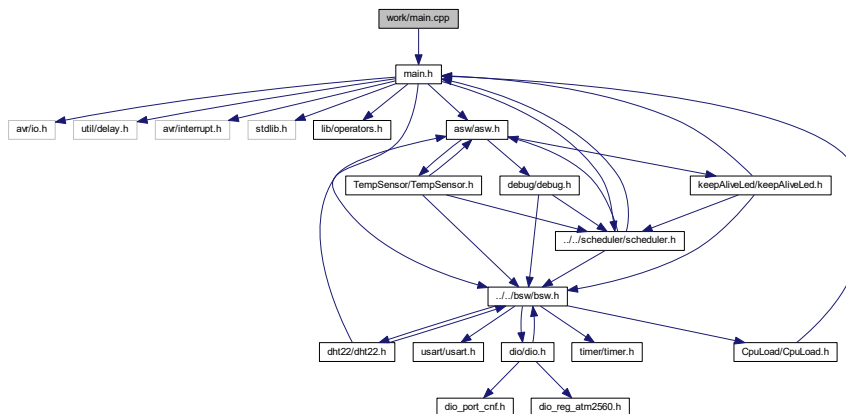 work/main.cpp
main.h
avr/io.h
util/delay.h
avr/interrupt.h
stdlib.h
lib/operators.h
asw/asw.h
TempSensor/TempSensor.h
debug/debug.h
keepAliveLed/keepAliveLed.h
../../scheduler/scheduler.h
../../bsw/bsw.h
dht22/dht22.h
usart/usart.h
dio/dio.h
timer/timer.h
CpuLoad/CpuLoad.h
dio_port_cnf.h
dio_reg_atm2560.h